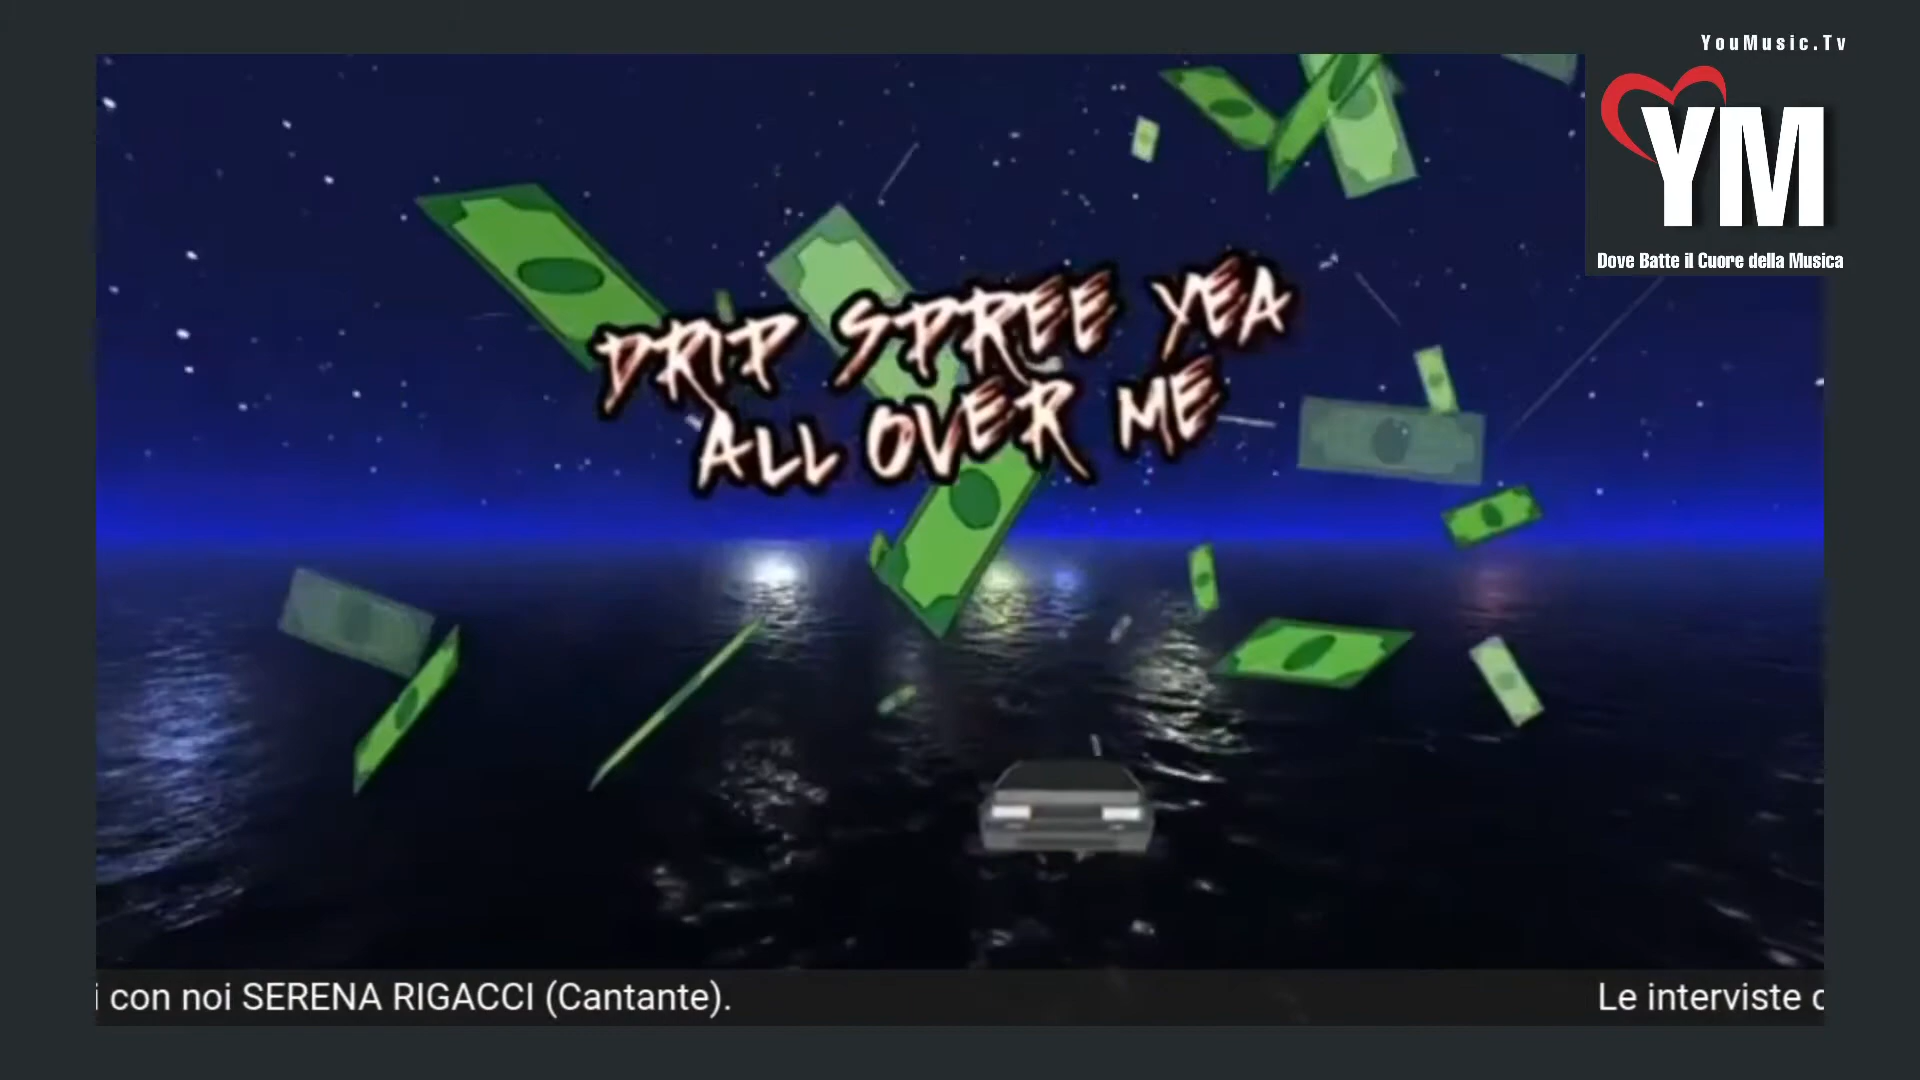 YouMusic.Tv
YM
Dove Batte il Cuore della Musica
DRIP SPREE YEA
ALL OVER ME
con noi SERENA RIGACCI (Cantante).
Le interviste